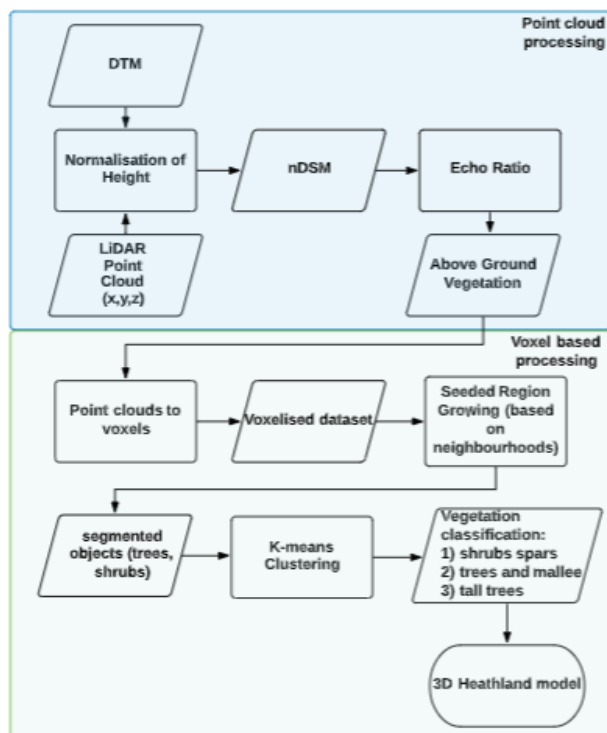 Point cloud
processing
DTM
Normalisation of
Height
nDSM
Echo Ratio
LiDAR
Point
Cloud
(x,y,z)
Above Ground
Vegetation
Voxel based
processing
Point clouds to
voxels
Voxelised dataset
Seeded Region
Growing (based
on
neighbourhoods)
segmented
objects (trees,
shrubs)
K-means
Clustering
Vegetation
classification:
1) shrubs spars
2) trees and mallee
3) tall trees
3D Heathland model